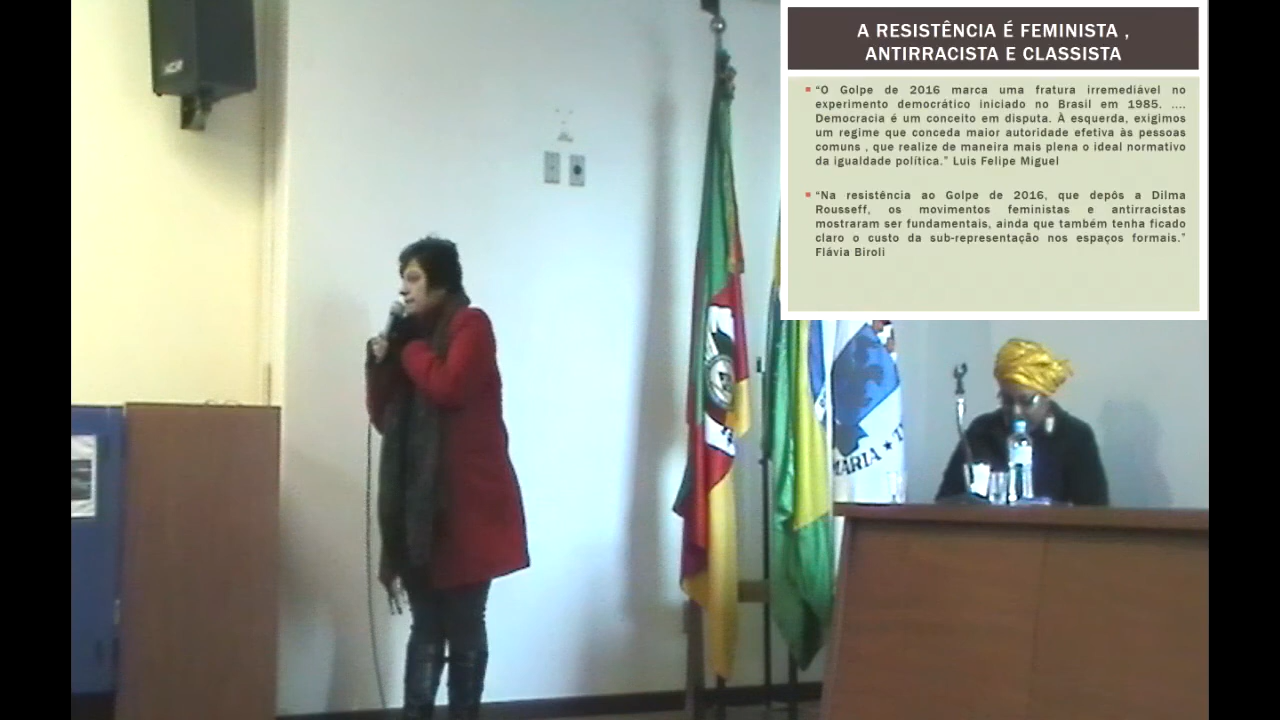 A RESISTÊNCIA É FEMINISTA ,
ANTIRRACISTA E CLASSISTA
“O Golpe de 2016 marca uma fratura irremediável no
experimento democrático iniciado no Brasil em 1985. ....
Democracia é um conceito em disputa. À esquerda, exigimos
um regime que conceda maior autoridade efetiva às pessoas
comuns , que realize de maneira mais plena o ideal normativo
da igualdade política.” Luis Felipe Miguel
“Na resistência ao Golpe de 2016, que depôs a Dilma
Rousseff, os movimentos feministas e antirracistas
mostraram ser fundamentais, ainda que também tenha ficado
claro o custo da sub-representação nos espaços formais.”
Flávia Biroli
MARIA